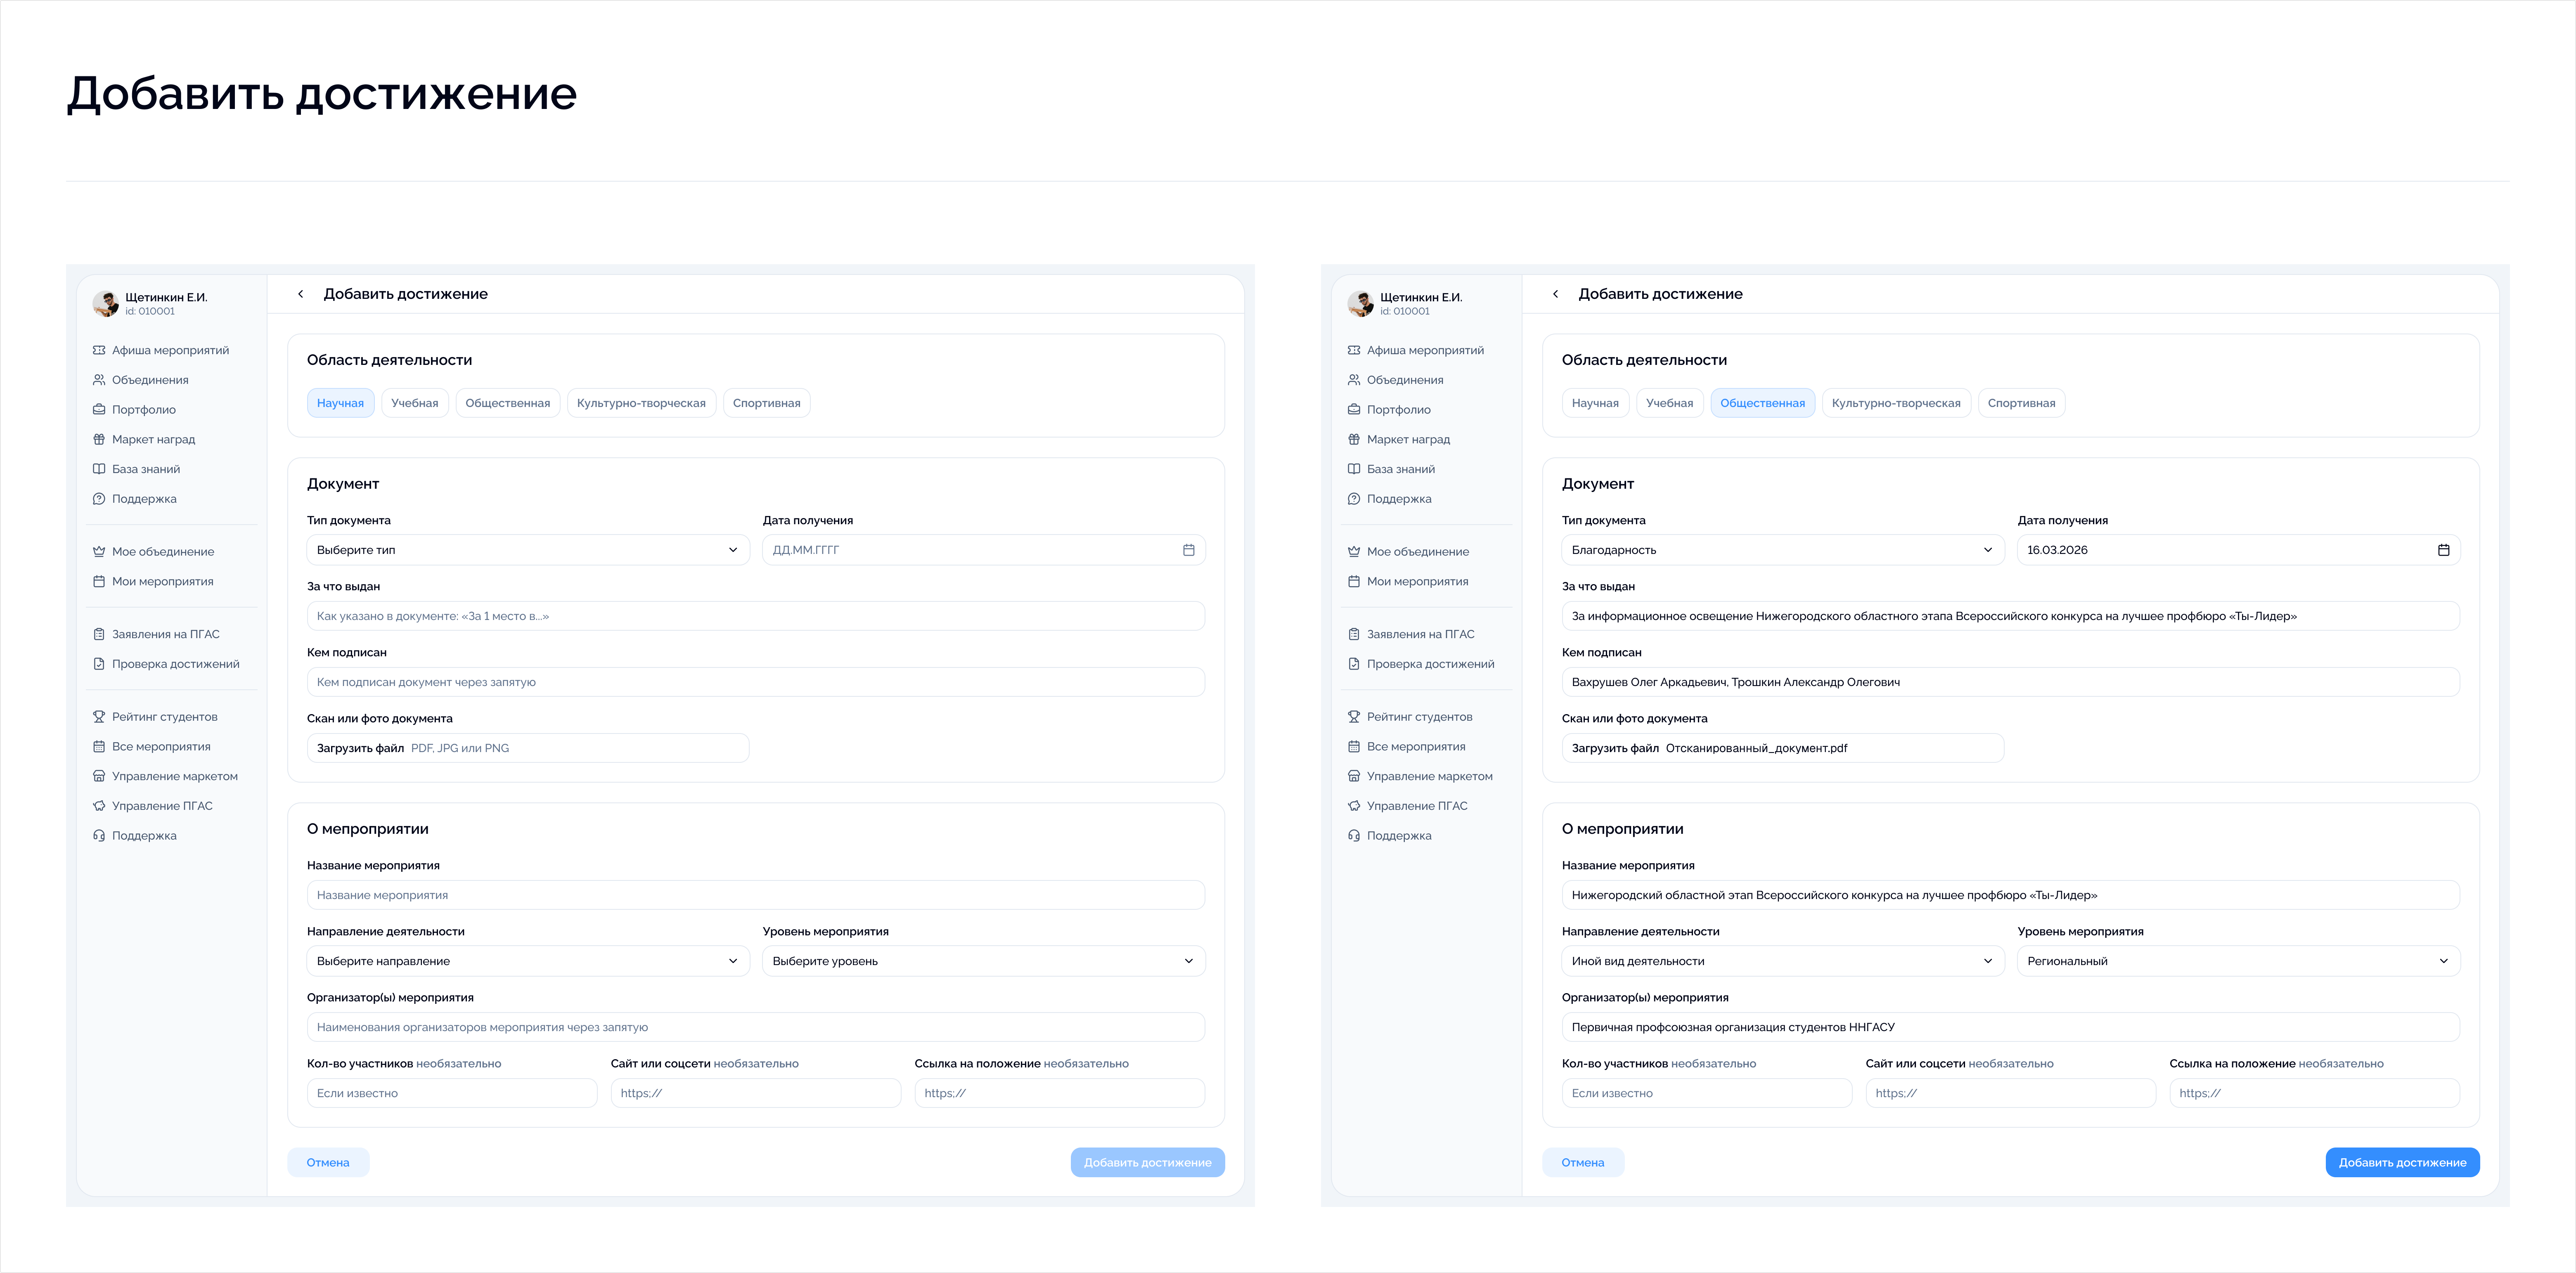 Добавить достижение
Щетинкин Е.И.
id: 010001
Афиша мероприятий
Объединения
Портфолио
Маркет наград
База знаний
Поддержка
Мое объединение
Мои мероприятия
Заявления на ПГАС
Проверка достижений
Рейтинг студентов
Все мероприятия
Управление маркетом
Управление ПГАС
Поддержка
Добавить достижение
Область деятельности
Научная Учебная Общественная Культурно-творческая Спортивная
Документ
Тип документа Дата получения
Выберите тип ДД.ММ.ГГГГ
За что выдан
Как указано в документе: «За 1 место в...»
Кем подписан
Кем подписан документ через запятую
Скан или фото документа
Загрузить файл PDF, JPG или PNG
О мепроприятии
Название мероприятия
Название мероприятия
Направление деятельности Уровень мероприятия
Выберите направление Выберите уровень
Организатор(ы) мероприятия
Наименования организаторов мероприятия через запятую
Кол-во участников необязательно Сайт или соцсети необязательно Ссылка на положение необязательно
Если известно https:// https://
Отмена Добавить достижение
Щетинкин Е.И.
id: 010001
Афиша мероприятий
Объединения
Портфолио
Маркет наград
База знаний
Поддержка
Мое объединение
Мои мероприятия
Заявления на ПГАС
Проверка достижений
Рейтинг студентов
Все мероприятия
Управление маркетом
Управление ПГАС
Поддержка
Добавить достижение
Область деятельности
Научная Учебная Общественная Культурно-творческая Спортивная
Документ
Тип документа Дата получения
Благодарность 16.03.2026
За что выдан
За информационное освещение Нижегородского областного этапа Всероссийского конкурса на лучшее профбюро «Ты-Лидер»
Кем подписан
Вахрушев Олег Аркадьевич, Трошкин Александр Олегович
Скан или фото документа
Загрузить файл Отсканированный_документ.pdf
О мепроприятии
Название мероприятия
Нижегородский областной этап Всероссийского конкурса на лучшее профбюро «Ты-Лидер»
Направление деятельности Уровень мероприятия
Иной вид деятельности Региональный
Организатор(ы) мероприятия
Первичная профсоюзная организация студентов ННГАСУ
Кол-во участников необязательно Сайт или соцсети необязательно Ссылка на положение необязательно
Если известно https:// https://
Отмена Добавить достижение